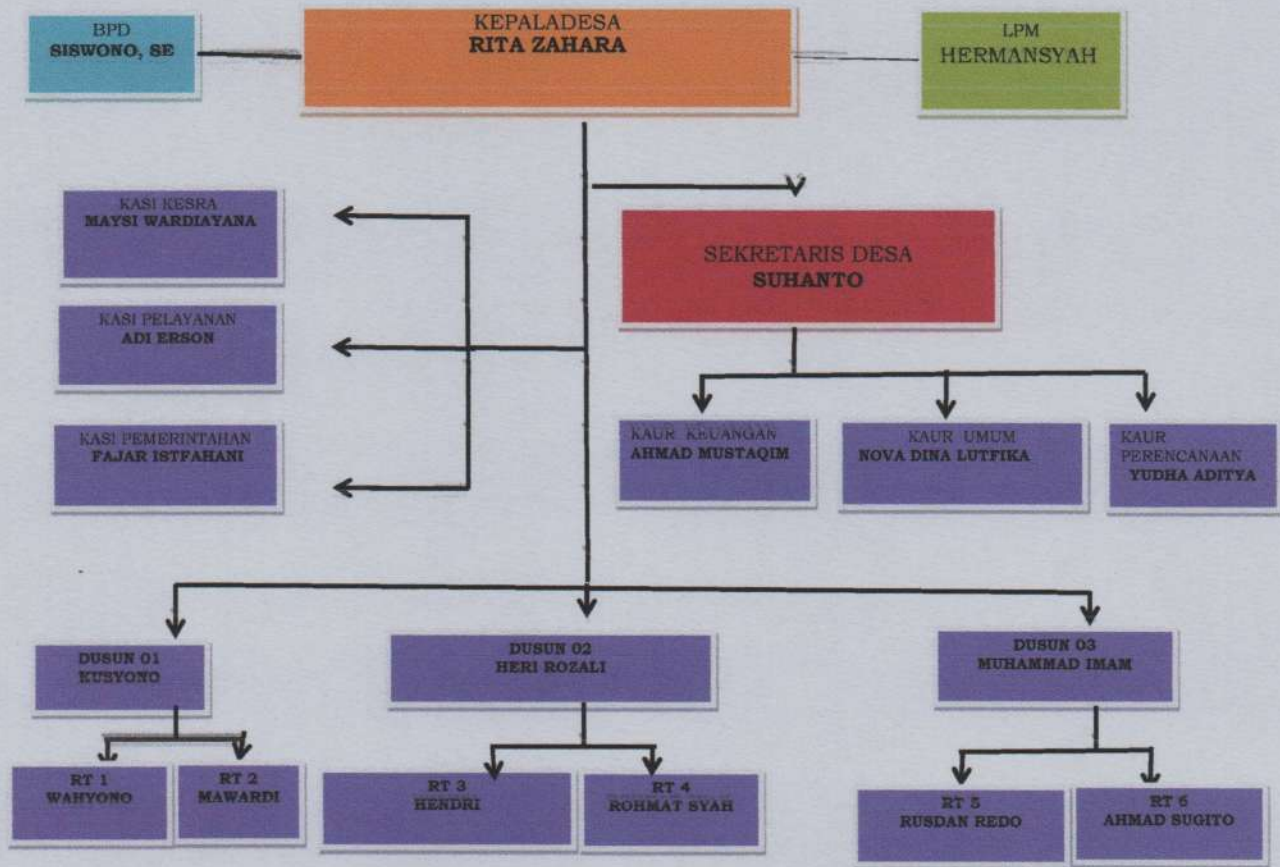 BPD
SISWONO, SE
KEPALADESA
RITA ZAHARA
LPM
HERMANSYAH
KASI KESRA
MAYSI WARDIAYANA
SEKRETARIS DESA
SUHANTO
KASI PELAYANAN
ADI ERSON
KASI PEMERINTAHAN
FAJAR ISTFAHANI
KAUR KEUANGAN
AHMAD MUSTAQIM
KAUR UMUM
NOVA DINA LUTFIKA
KAUR
PERENCANAAN
YUDHA ADITYA
DUSUN 01
KUSYONO
DUSUN 02
HERI ROZALI
DUSUN 03
MUHAMMAD IMAM
RT 1
WAHYONO
RT 2
MAWARDI
RT 3
HENDRI
RT 4
ROHMAT SYAH
RT 5
RUSDAN REDO
RT 6
AHMAD SUGITO